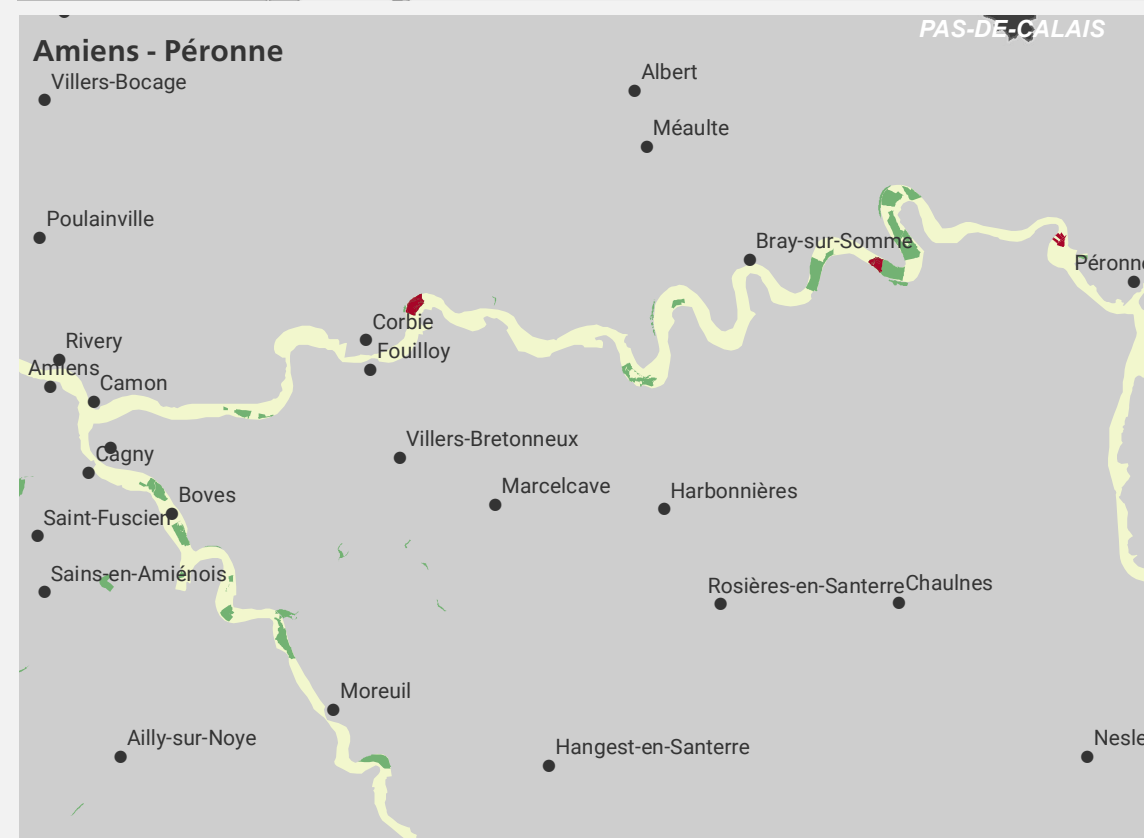 PAS-DE-CALAIS
Amiens - Péronne
Villers-Bocage
Albert
Méaulte
Poulainville
Bray-sur-Somme
Péronne
Corbie
Rivery
Fouilloy
Amiens
Camon
Villers-Bretonneux
Cagny
Marcelcave
Harbonnières
Boves
Saint-Fuscien
Sains-en-Amiénois
Rosières-en-Santerre
Chaulnes
Moreuil
Ailly-sur-Noye
Hangest-en-Santerre
Nesle